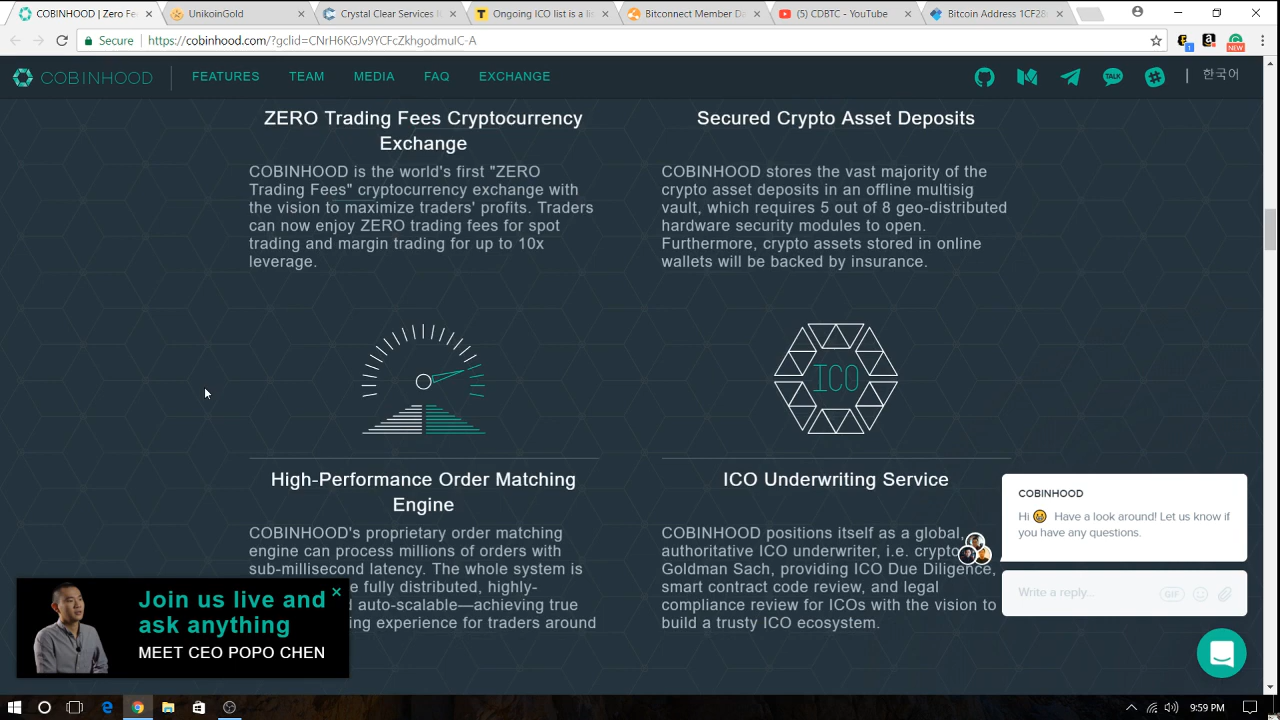 COBINHOOD | Zero Fe
UnikoinGold
Crystal Clear Services IC
Ongoing ICO list is a lis
Bitconnect Member De
(5) CDBTC - YouTube
Bitcoin Address 1CF28
Secure
https://cobinhood.com/?gclid=CNrH6KGJv9YCFcZkhgodmuIC-A
1
NEW
COBINHOOD
FEATURES
TEAM
MEDIA
FAQ
EXCHANGE
TALK
한국어
ZERO Trading Fees Cryptocurrency
Exchange
COBINHOOD is the world's first "ZERO
Trading Fees" cryptocurrency exchange with
the vision to maximize traders' profits. Traders
can now enjoy ZERO trading fees for spot
trading and margin trading for up to 10x
leverage.
Secured Crypto Asset Deposits
COBINHOOD stores the vast majority of the
crypto asset deposits in an offline multisig
vault, which requires 5 out of 8 geo-distributed
hardware security modules to open.
Furthermore, crypto assets stored in online
wallets will be backed by insurance.
ICO
High-Performance Order Matching
Engine
COBINHOOD's proprietary order matching
engine can process millions of orders with
sub-millisecond latency. The whole system is
e fully distributed, highly-
d auto-scalable—achieving true
ing experience for traders around
ICO Underwriting Service
COBINHOOD positions itself as a global,
authoritative ICO underwriter, i.e. crypto
Goldman Sach, providing ICO Due Diligence,
smart contract code review, and legal
compliance review for ICOs with the vision to
build a trusty ICO ecosystem.
Join us live and
ask anything
MEET CEO POPO CHEN
COBINHOOD
Hi Have a look around! Let us know if
you have any questions.
Write a reply...
GIF
9:59 PM